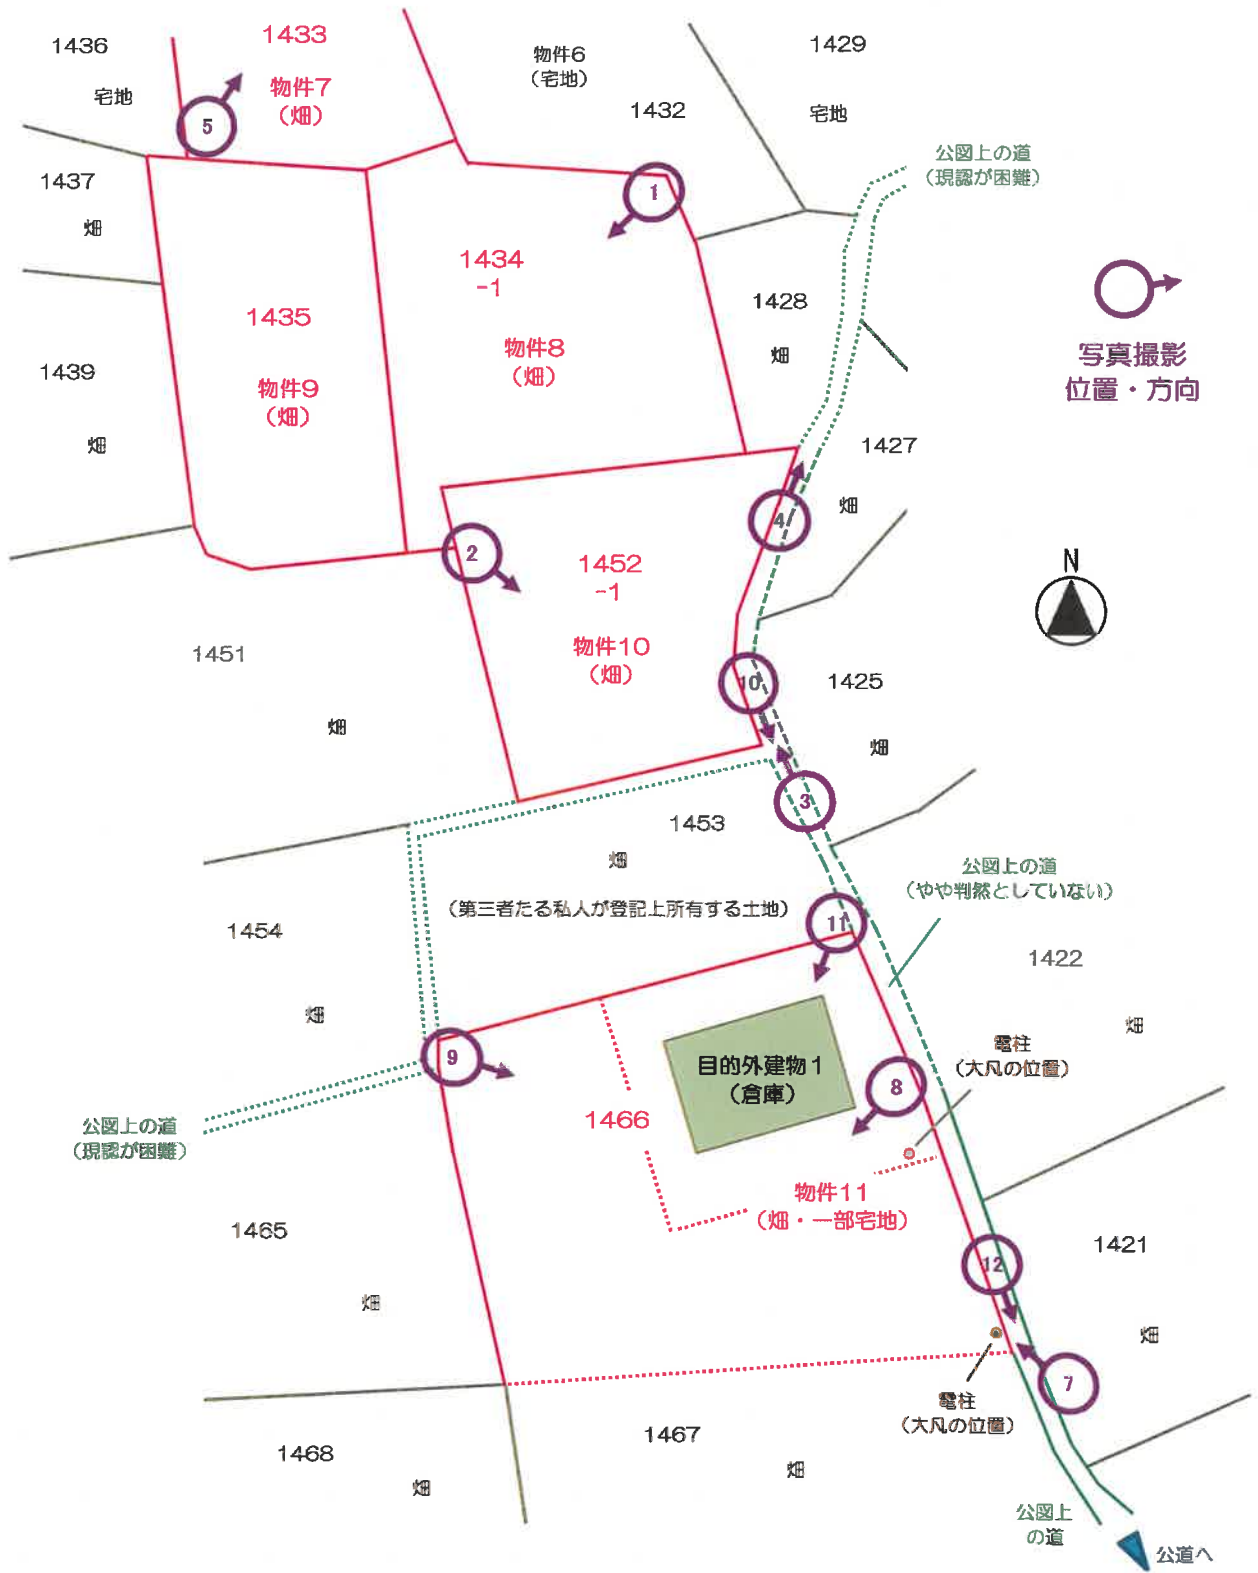 1436
宅地
1433
物件7
（畑）
物件6
（宅地）
1432
1429
宅地
5
1437
畑
1
公図上の道
（現認が困難）
1434
-1
物件8
（畑）
1435
物件9
（畑）
1428
畑
写真撮影
位置・方向
1439
畑
1427
畑
4
2
1452
-1
物件10
（畑）
N
1451
畑
10
1425
畑
3
1453
畑
（第三者たる私人が登記上所有する土地）
公図上の道
（やや判然としていない）
1454
畑
11
1422
畑
9
目的外建物1
（倉庫）
8
電柱
（大凡の位置）
1466
公図上の道
（現認が困難）
物件11
（畑・一部宅地）
1465
畑
12
1421
畑
7
電柱
（大凡の位置）
1468
畑
1467
畑
公図上
の道
公道へ